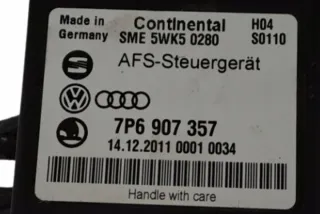 Made in Continental H04
Germany SME 5WK5 0280 S0110
AFS-Steuergerät
7P6 907 357
14.12.2011 0001 0034
Handle with care